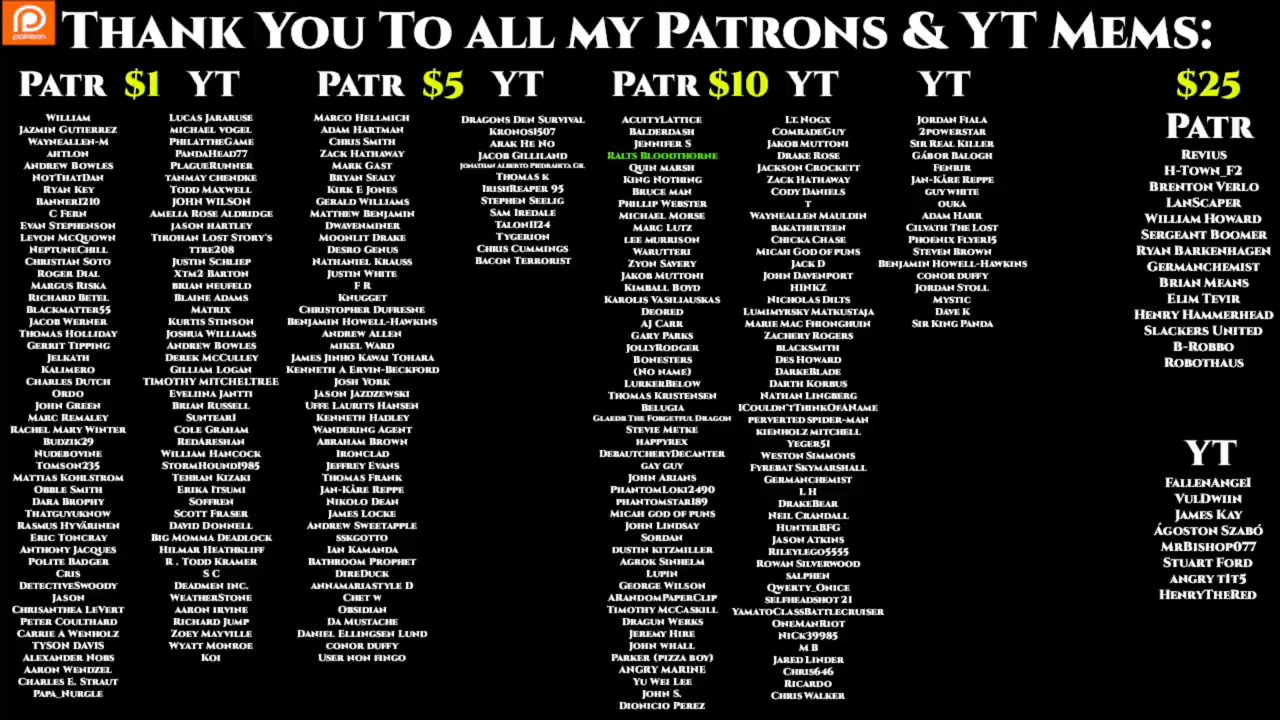 patreon
Thank You To all my Patrons & YT Mems:
Patr $1 YT
Patr $5 YT
Patr $10 YT
YT
$25
Patr
William
Jazmin Gutierrez
Wayneallen-M
Ahtlon
Andrew Bowles
NotThatDan
Ryan Key
Banner1210
C Fern
Evan Stephenson
Levon McQuown
NeptuneChill
Christian Soto
Roger Dial
Margus Riska
Richard Betel
Blackmatter55
Jacob Werner
Thomas Holliday
Gerrit Tipping
Jelkath
Kalimero
Charles Dutch
Ordo
John Green
Marc Remaley
Rachel Mary Winter
Budzik29
Nudebovine
Tomson235
Mattias Kohlstrom
Obble Smith
Dara Brophy
Thatguyuknow
Rasmus Hyvärinen
Eric Toncray
Anthony Jacques
Polite Badger
Cris
DetectiveSwoody
Jason
Chrisanthea LeVert
Peter Coulthard
Carrie A Wenholz
Tyson Davis
Alexander Nobs
Aaron Wendzel
Charles E. Straut
Papa_Nurgle
Lucas Jararuse
michael vogel
PhilattheGame
PandaHead77
PlagueRunner
tanmay chendke
Todd Maxwell
John Wilson
Amelia Rose Aldridge
jason hartley
Tirohan Lost Story's
ttre208
Justin Schliep
Xtm2 Barton
brian neufeld
Blaine Adams
Matrix
Kurtis Stinson
Joshua Williams
Andrew Bowles
Derek McCulley
Gilliam Logan
timothy mitcheltree
Eveliina Jantti
Brian Russell
Suntear1
Cole Graham
RedAreshan
William Hancock
StormHound1985
Tehran Kizaki
Erika Itsumi
Soffren
Scott Fraser
David Donnell
Big Momma Deadlock
Hilmar Heathkliff
R . Todd Kramer
S C
Deadmen inc.
WeatherStone
aaron irvine
Richard Jump
Zoey Mayville
Wyatt Monroe
Koi
Marco Hellmich
Adam Hartman
Chris Smith
Zack Hathaway
Mark Gast
Bryan Sealy
Kirk E Jones
Gerald Williams
Matthew Benjamin
Dwavenminer
Moonlit Drake
Desro Genus
Nathaniel Krauss
Justin White
F R
Knugget
Christopher Dufresne
Benjamin Howell-Hawkins
Andrew Allen
mikel Ward
James Jinho Kawai Tohara
Kenneth A Ervin-Beckford
Josh York
Jason Jazdzewski
Uffe Laurits Hansen
Kenneth Hadley
Wandering Agent
Abraham Brown
Ironclad
Jeffrey Evans
Thomas Frank
Jan-Kåre Reppe
Nikolo Dean
James Locke
Andrew Sweetapple
sskgotto
Ian Kamanda
Bathroom Prophet
DireDuck
annamariastyle D
Chet w
Obsidian
Da Mustache
Daniel Ellingsen Lund
conor duffy
User non fingo
Dragons Den Survival
Kronos1507
Arak He No
Jacob Gilliland
Jonathan Alberto Piedrahita Gil
Thomas k
IrishReaper 95
Stephen Seelig
Sam Iredale
Talon1124
Tygerion
Chris Cummings
Bacon Terrorist
AcuityLattice
Balderdash
Jennifer S
Ralts Bloodthorne
Quin marsh
King Nothing
Bruce man
Phillip Webster
Michael Morse
Marc Lutz
lee murrison
Warutteri
Zyon Savery
Jakob Muttoni
Kimball Boyd
Karolis Vasiliauskas
Deored
AJ Carr
Gary Parks
JollyRodger
Bonesters
(No name)
LurkerBelow
Thomas Kristensen
Belugia
Glaedr The Forgetful Dragon
Stevie Metke
happyrex
DebaucheryDecanter
gay guy
John Arians
PhantomLoki2490
phantomstar189
Micah god of puns
John Lindsay
Sordan
dustin kitzmiller
Agrok Sinhelm
Lupin
George Wilson
ARandomPaperClip
Timothy McCaskill
Dragun Werks
Jeremy Hire
John whall
Parker (pizza boy)
Angry Marine
Yu Wei Lee
John S.
Dionicio Perez
Lt. Nogx
ComradeGuy
Jakob Muttoni
Drake Rose
Jackson Crockett
Zack Hathaway
Cody Daniels
T
Wayneallen Mauldin
bakathirteen
Chicka Chase
Micah God of puns
Jack D
John Davenport
HINKZ
Nicholas Dilts
Lumimyrsky Matkustaja
Marie Mac Fhionghuin
Zachery Rogers
blacksmith
Des Howard
DarkeBlade
Darth Korbus
Nathan Lingberg
ICouldn'tThinkOfAName
perverted spider-man
kienholz mitchell
Yeger51
Weston Simmons
Fyrebat Skymarshall
Germanchemist
L H
DrakeBear
Neil Crandall
HunterBFG
Jason Atkins
Rileylego5555
Rowan Silverwood
salphen
Qwerty_Onice
selfheadshot 21
YamatoClassBattlecruiser
OneManRiot
NiCk39985
M B
Jared Linder
Chris646
Ricardo
Chris Walker
Jordan Fiala
2powerstar
Sir Real Killer
Gábor Balogh
Fenrir
Jan-Kåre Reppe
Guy white
ouka
Adam Harr
Cilvath The Lost
Phoenix Flyer15
Steven Brown
Benjamin Howell-Hawkins
conor duffy
Jordan Stoll
Mystic
Dave K
Sir King Panda
Revius
H-Town_F2
Brenton Verlo
LanScaper
William Howard
Sergeant Boomer
Ryan Barkenhagen
Germanchemist
Brian Means
Elim Tevir
Henry Hammerhead
Slackers United
B-Robbo
Robothaus
YT
FallenAngel
VulDwiin
James Kay
Ágoston Szabó
MrBishop077
Stuart Ford
angry t1t5
HenryTheRed